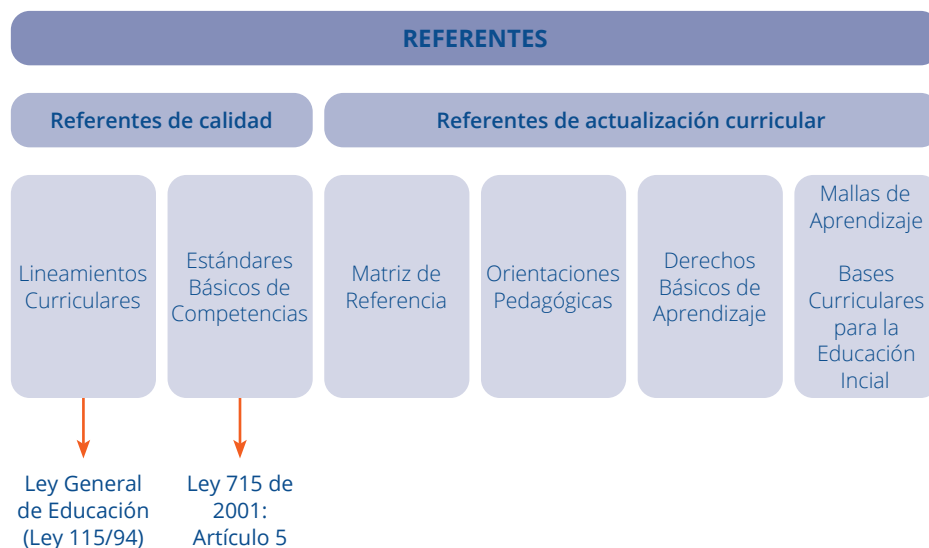 REFERENTES
Referentes de calidad
Referentes de actualización curricular
Lineamientos
Curriculares
Estándares
Básicos de
Competencias
Matriz de
Referencia
Orientaciones
Pedagógicas
Derechos
Básicos de
Aprendizaje
Mallas de
Aprendizaje
Bases
Curriculares
para la
Educación
Incial
Ley General
de Educación
(Ley 115/94)
Ley 715 de
2001:
Artículo 5